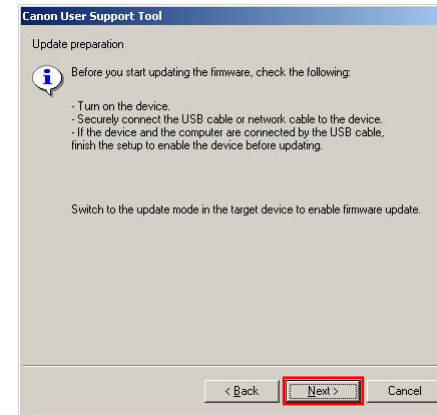 Canon User Support Tool
Update preparation
Before you start updating the firmware, check the following:
- Turn on the device.
- Securely connect the USB cable or network cable to the device.
- If the device and the computer are connected by the USB cable,
finish the setup to enable the device before updating.
Switch to the update mode in the target device to enable firmware update.
< Back Next > Cancel